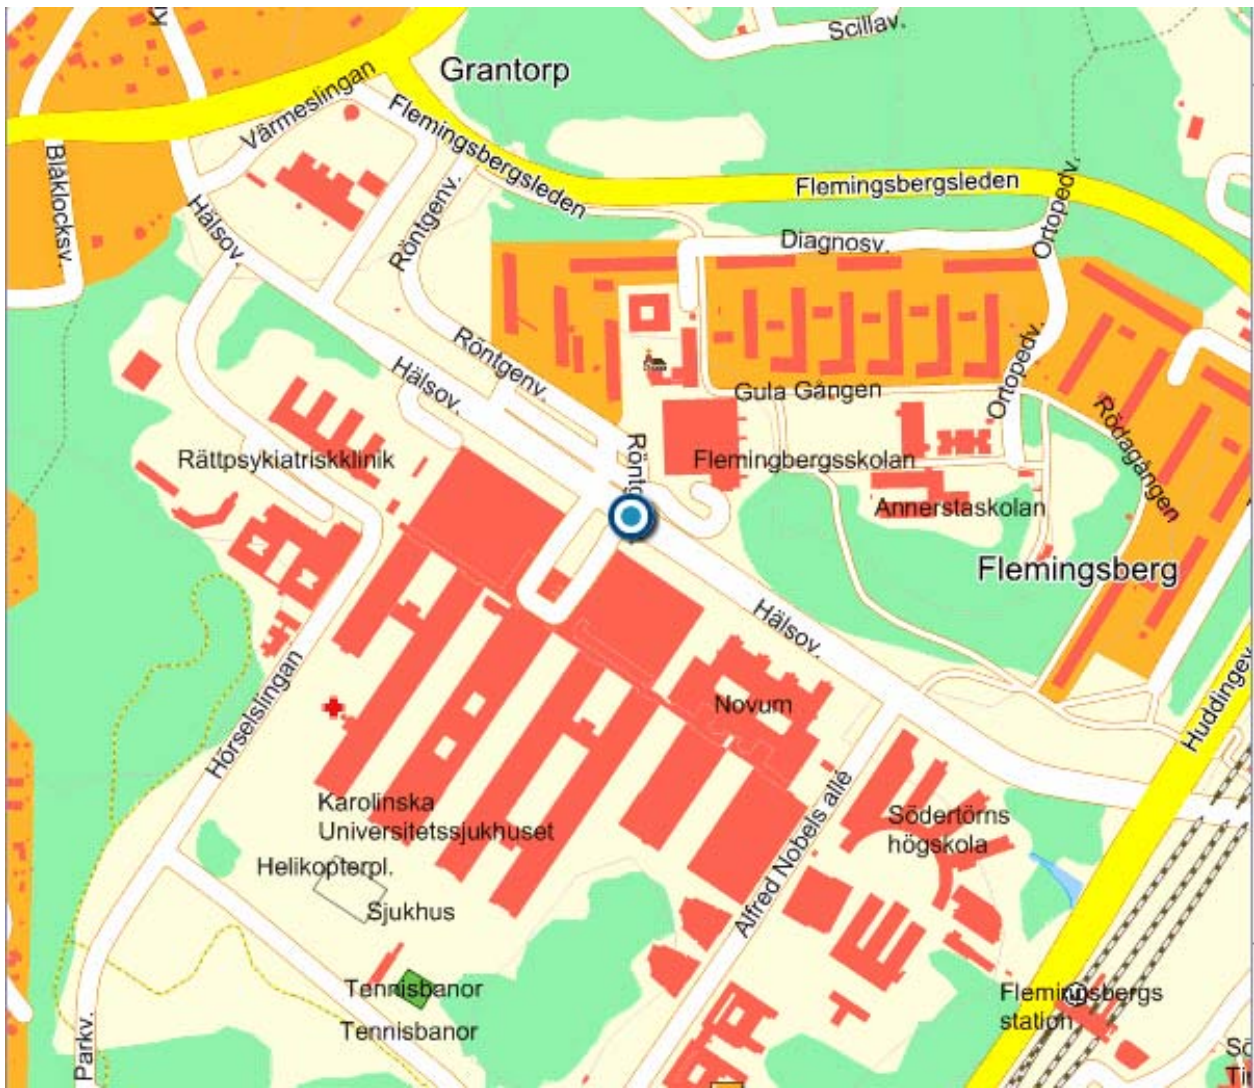 Scillav.
Grantorp
Värmeslingan
Flemingsbergsleden
Flemingsbergsleden
Blåklocksv.
Hälsov.
Röntgenv.
Diagnosv.
Ortopedv.
Röntgenv.
Hälsov.
Gula Gången
Ortopedv.
Rödagången
Rättpsykiatriskklinik
Röntg
Flemingbergsskolan
Annerstaskolan
Flemingsberg
Hälsov.
Hörselslingan
Novum
Huddingev
Karolinska
Universitetssjukhuset
Södertörns
högskola
Alfred Nobels allé
Helikopterpl.
Sjukhus
Tennisbanor
Flemingsbergs
station
Tennisbanor
Parkv.